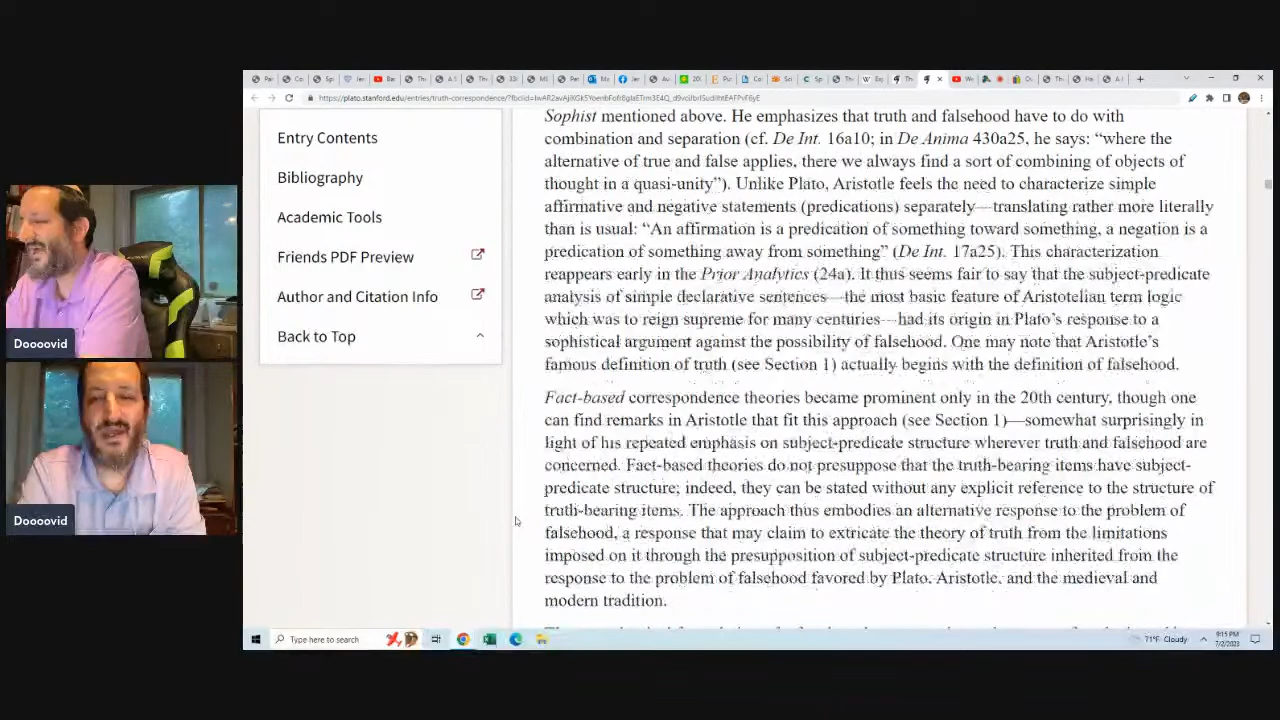 https://plato.stanford.edu/entries/truth-correspondence/
Entry Contents
Bibliography
Academic Tools
Friends PDF Preview
Author and Citation Info
Back to Top
Sophist mentioned above. He emphasizes that truth and falsehood have to do with
combination and separation (cf. De Int. 16a10; in De Anima 430a25, he says: “where the
alternative of true and false applies, there we always find a sort of combining of objects of
thought in a quasi-unity”). Unlike Plato, Aristotle feels the need to characterize simple
affirmative and negative statements (predications) separately—translating rather more literally
than is usual: “An affirmation is a predication of something toward something, a negation is a
predication of something away from something” (De Int. 17a25). This characterization
reappears early in the Prior Analytics (24a). It thus seems fair to say that the subject-predicate
analysis of simple declarative sentences—the most basic feature of Aristotelian term logic
which was to reign supreme for many centuries—had its origin in Plato’s response to a
sophistical argument against the possibility of falsehood. One may note that Aristotle’s
famous definition of truth (see Section 1) actually begins with the definition of falsehood.
Fact-based correspondence theories became prominent only in the 20th century, though one
can find remarks in Aristotle that fit this approach (see Section 1)—somewhat surprisingly in
light of his repeated emphasis on subject-predicate structure wherever truth and falsehood are
concerned. Fact-based theories do not presuppose that the truth-bearing items have subject-
predicate structure; indeed, they can be stated without any explicit reference to the structure of
truth-bearing items. The approach thus embodies an alternative response to the problem of
falsehood, a response that may claim to extricate the theory of truth from the limitations
imposed on it through the presupposition of subject-predicate structure inherited from the
response to the problem of falsehood favored by Plato, Aristotle, and the medieval and
modern tradition.
Doooovid
Doooovid
Type here to search
71°F Cloudy
9:15 PM